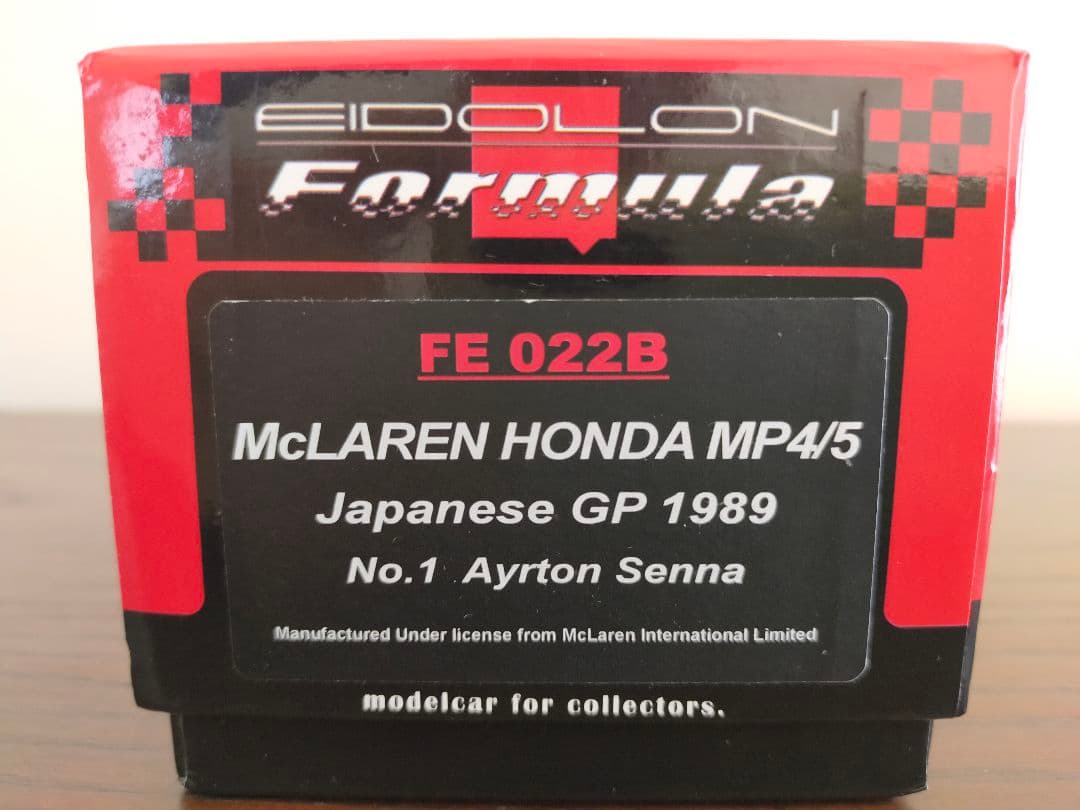 EIDOLON
Formula
FE 022B
McLAREN HONDA MP4/5
Japanese GP 1989
No.1 Ayrton Senna
Manufactured Under license from McLaren International Limited
modelcar for collectors.